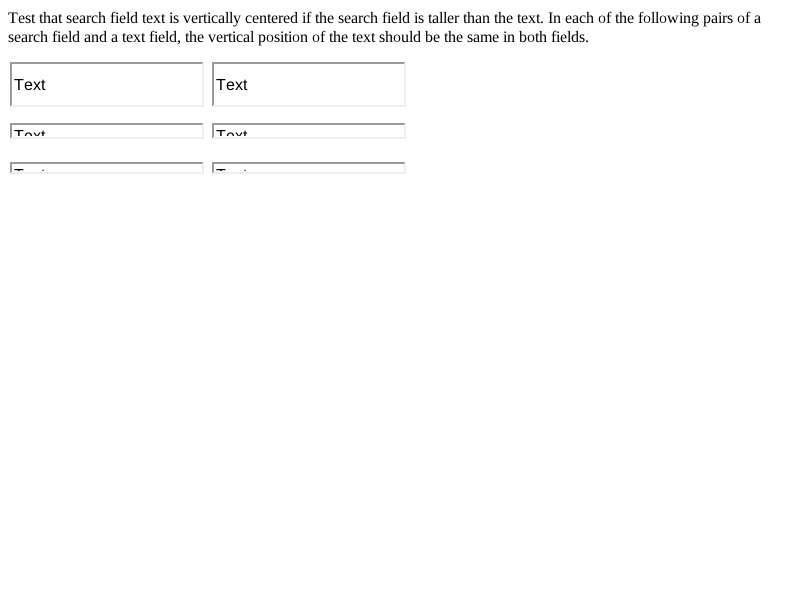 Test that search field text is vertically centered if the search field is taller than the text. In each of the following pairs of a
search field and a text field, the vertical position of the text should be the same in both fields.
Text Text
Text Text